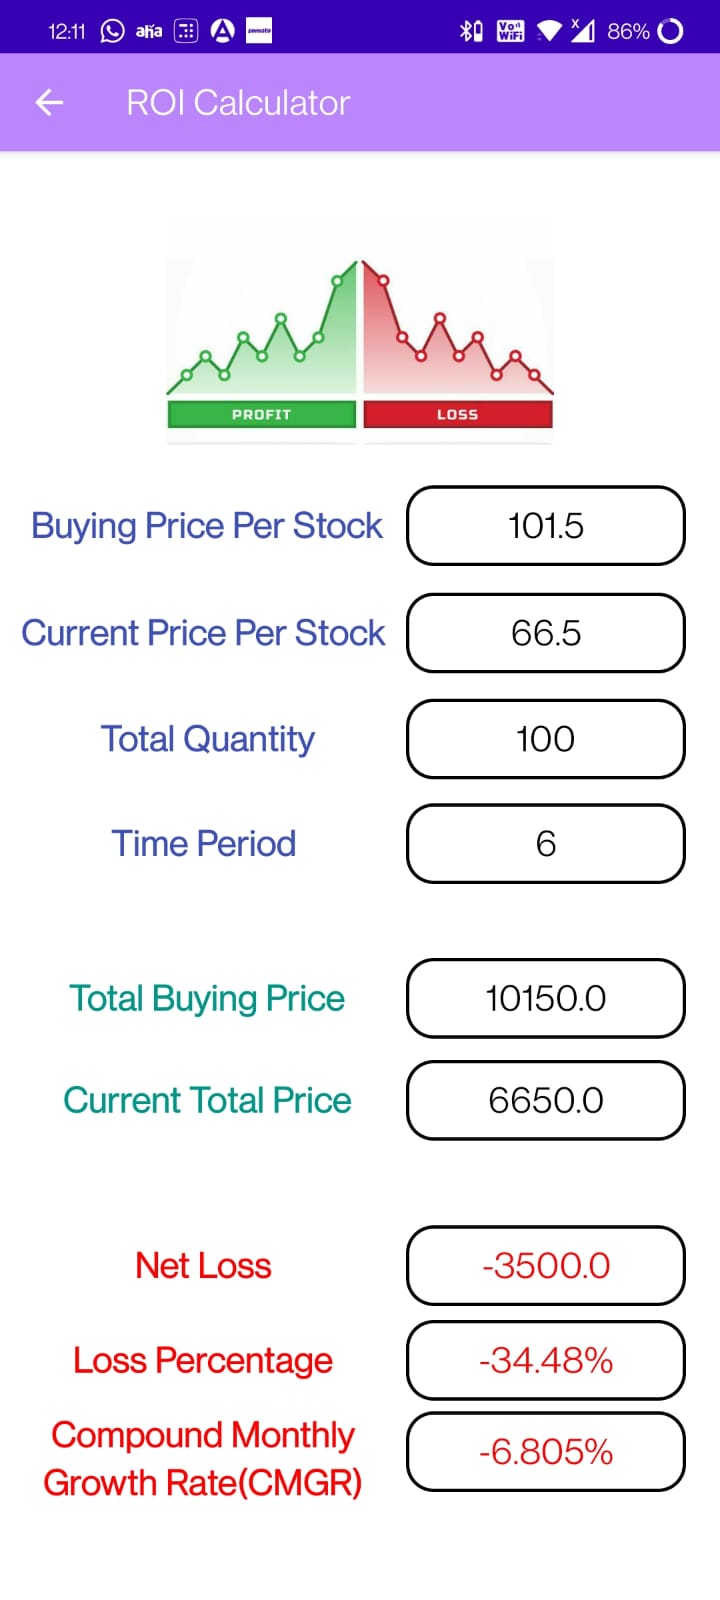 12:11 aha zomato Vo)) WiFi x 86%
ROI Calculator
PROFIT LOSS
Buying Price Per Stock 101.5
Current Price Per Stock 66.5
Total Quantity 100
Time Period 6
Total Buying Price 10150.0
Current Total Price 6650.0
Net Loss -3500.0
Loss Percentage -34.48%
Compound Monthly
Growth Rate(CMGR) -6.805%